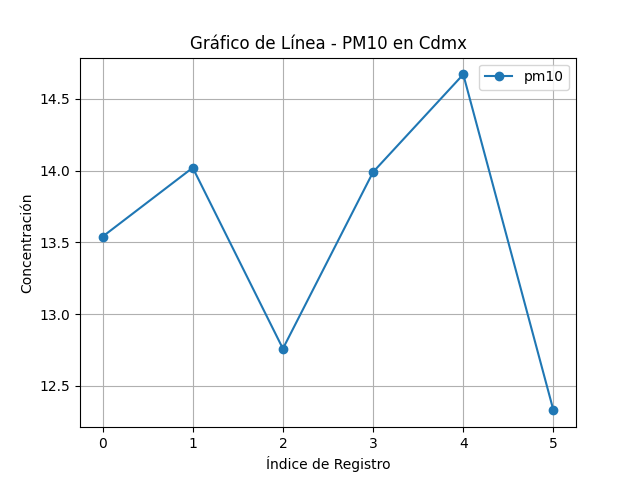 Gráfico de Línea - PM10 en Cdmx
pm10
14.5
14.0
13.5
13.0
12.5
Concentración
0 1 2 3 4 5
Índice de Registro